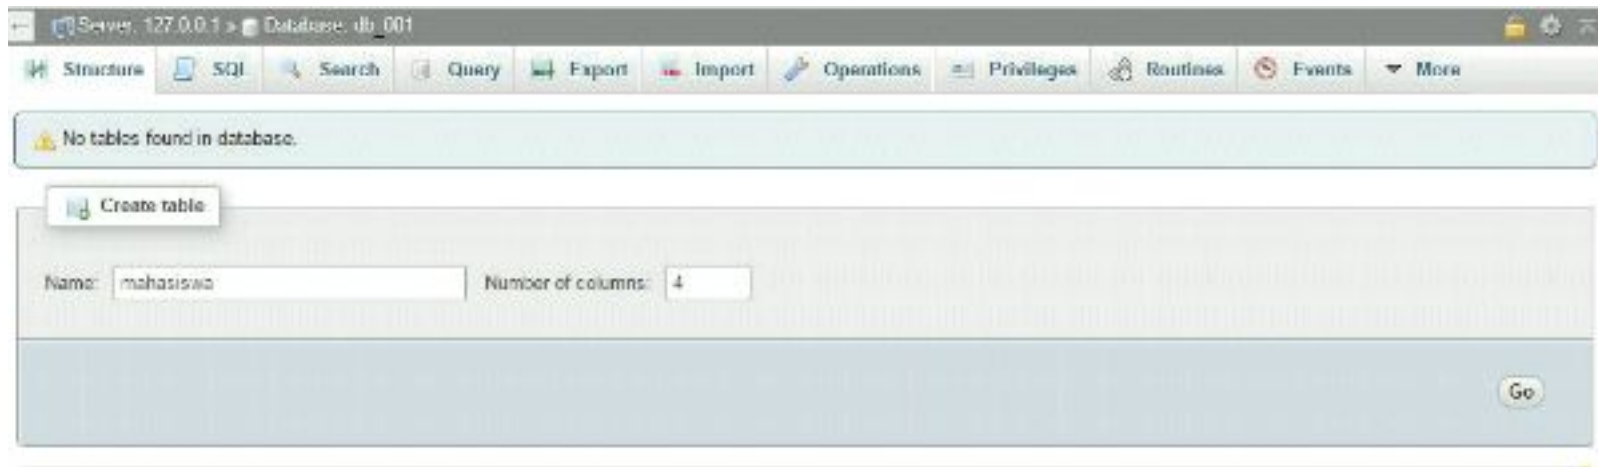 Server: 127.0.0.1 » Database: db_001
Structure SQL Search Query Export Import Operations Privileges Routines Events More
No tables found in database.
Create table
Name: mahasiswa Number of columns: 4
Go